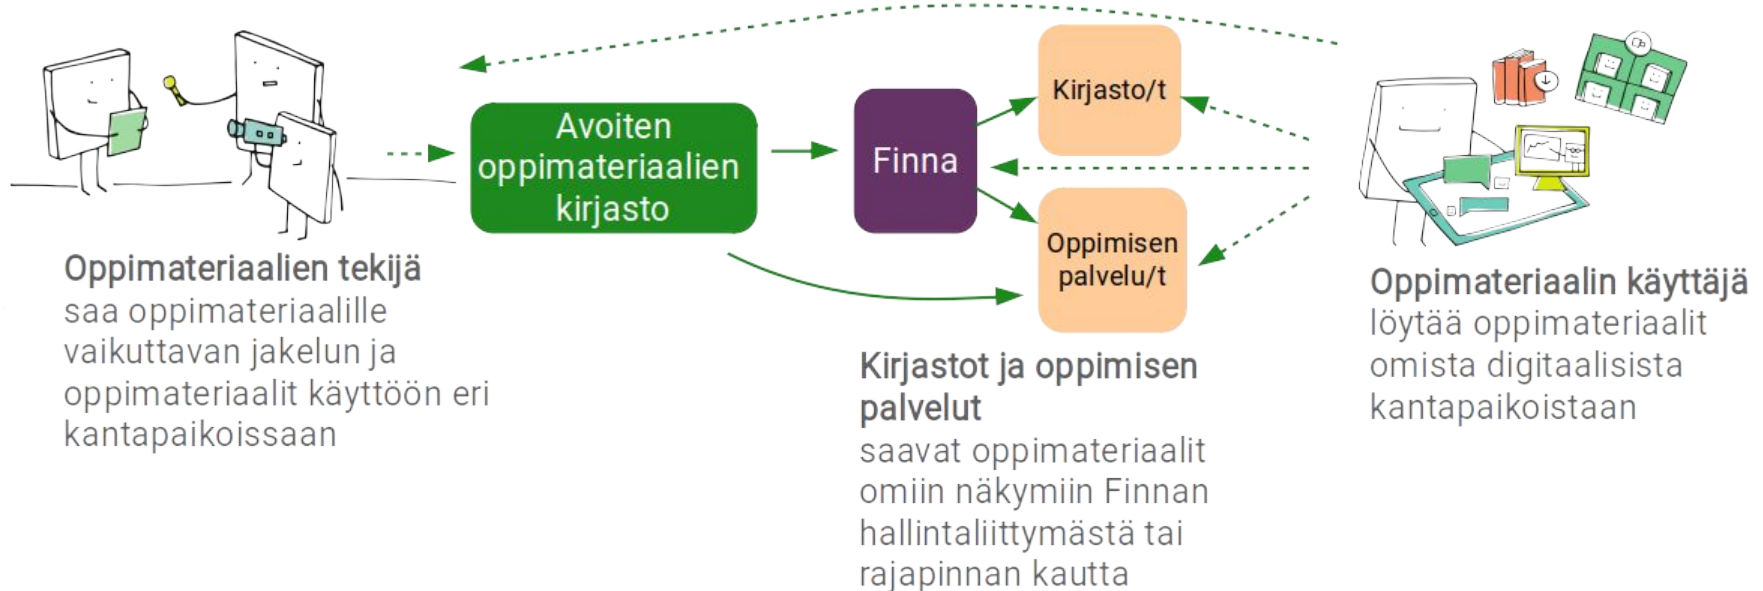 Avoiten
oppimateriaalien
kirjasto
Finna
Kirjasto/t
Oppimisen
palvelu/t
Oppimateriaalien tekijä
saa oppimateriaalille
vaikuttavan jakelun ja
oppimateriaalit käyttöön eri
kantapaikoissaan
Kirjastot ja oppimisen
palvelut
saavat oppimateriaalit
omiin näkymiin Finnan
hallintaliittymästä tai
rajapinnan kautta
Oppimateriaalin käyttäjä
löytää oppimateriaalit
omista digitaalisista
kantapaikoistaan